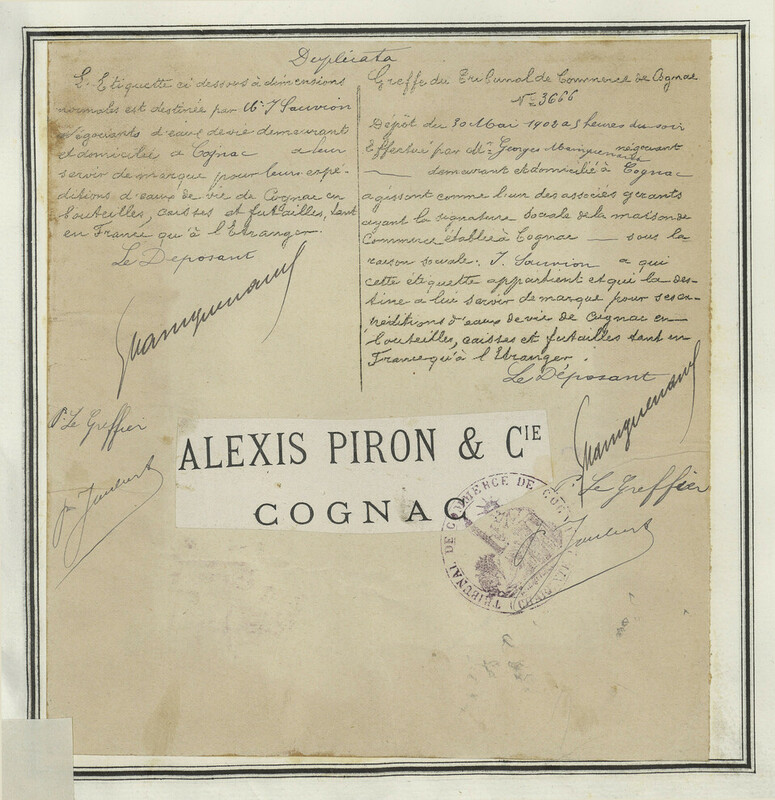 Duplicata
L'Etiquette ci dessous à dimensions
normales est destinée par Mr J Sauvion
Négociants d'eaux de vie demeurant
et domiciliés à Cognac a leur
servir de marque pour leurs expé-
ditions d'eaux de vie de Cognac en
bouteilles, caisses et futailles, tant
en France qu'à l'Etranger.
Le Déposant
Pr Le Greffier
Greffe du Tribunal de Commerce de Cognac
No 3666
Dépôt du 30 Mai 1902 à 5 heures du soir
Effectué par Mr Georges négociant
demeurant et domicilié à Cognac
agissant comme l'un des associés gérants
ayant la signature sociale de la maison de
Commerce établie à Cognac sous la
raison sociale: J. Sauvion a qui
cette étiquette appartient et qui la des-
tine a lui servir de marque pour ses ex-
péditions d'eaux de vie de Cognac en
bouteilles, caisses et futailles tant en
France qu'à l'Etranger.
Le Déposant
Pr Le Greffier
ALEXIS PIRON & CIE
COGNAC
TRIBUNAL DE COMMERCE DE COGNAC